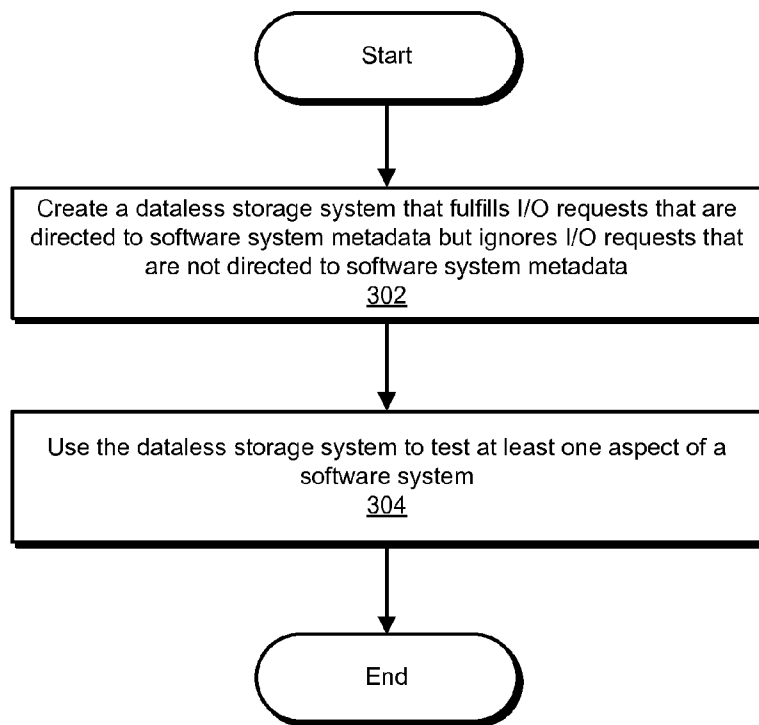 Start
Create a dataless storage system that fulfills I/O requests that are
directed to software system metadata but ignores I/O requests that
are not directed to software system metadata
302
Use the dataless storage system to test at least one aspect of a
software system
304
End